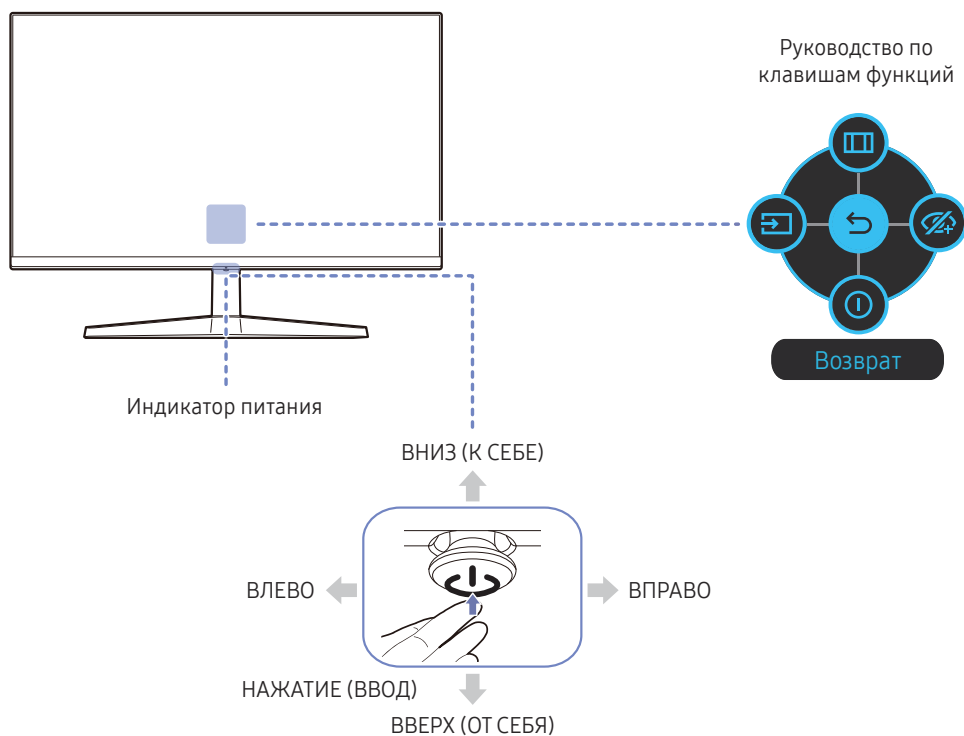 Руководство по
клавишам функций
Возврат
Индикатор питания
ВНИЗ (К СЕБЕ)
ВЛЕВО
ВПРАВО
НАЖАТИЕ (ВВОД)
ВВЕРХ (ОТ СЕБЯ)